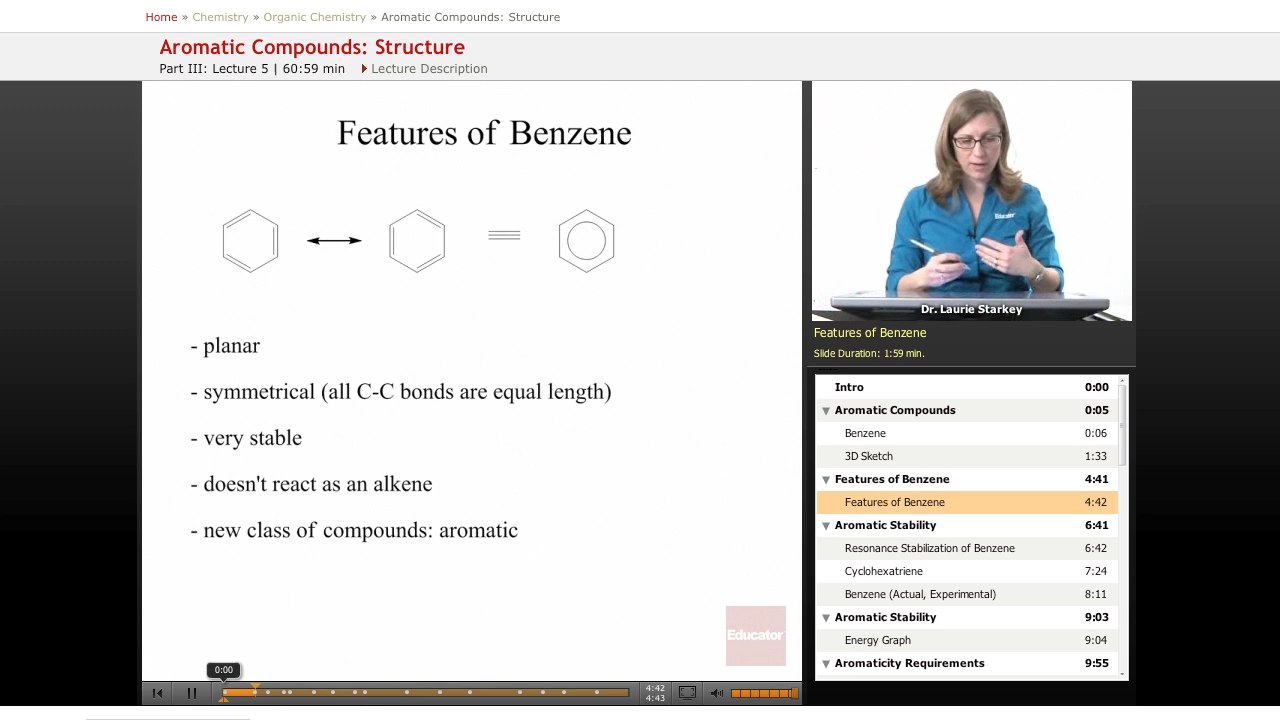 Home » Chemistry » Organic Chemistry » Aromatic Compounds: Structure
Aromatic Compounds: Structure
Part III: Lecture 5 | 60:59 min Lecture Description
Features of Benzene
- planar
- symmetrical (all C-C bonds are equal length)
- very stable
- doesn't react as an alkene
- new class of compounds: aromatic
Educator
0:00
4:42
4:43
Educator
Dr. Laurie Starkey
Features of Benzene
Slide Duration: 1:59 min.
Intro 0:00
Aromatic Compounds 0:05
Benzene 0:06
3D Sketch 1:33
Features of Benzene 4:41
Features of Benzene 4:42
Aromatic Stability 6:41
Resonance Stabilization of Benzene 6:42
Cyclohexatriene 7:24
Benzene (Actual, Experimental) 8:11
Aromatic Stability 9:03
Energy Graph 9:04
Aromaticity Requirements 9:55